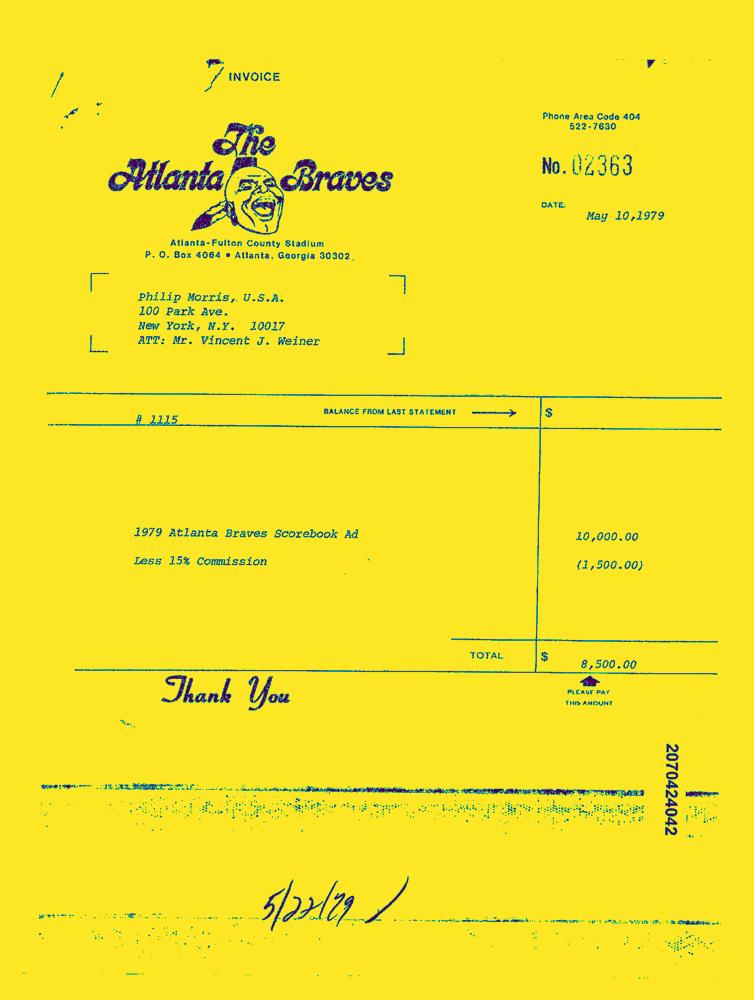 INVOICE
Phone Area Code 404
522-7630
The
Atlanta Braves
No. 02363
DATE:
May 10,1979
Atlanta-Fulton County Stadium
P. O. Box 4064 • Atlanta, Georgia 30302
Philip Morris, U.S.A.
100 Park Ave.
New York, N.Y. 10017
ATT: Mr. Vincent J. Weiner
# 1115 BALANCE FROM LAST STATEMENT $
1979 Atlanta Braves Scorebook Ad 10,000.00
Less 15% Commission (1,500.00)
TOTAL $ 8,500.00
Thank You
PLEASE PAY
THIS AMOUNT
2070424042
5/22/79